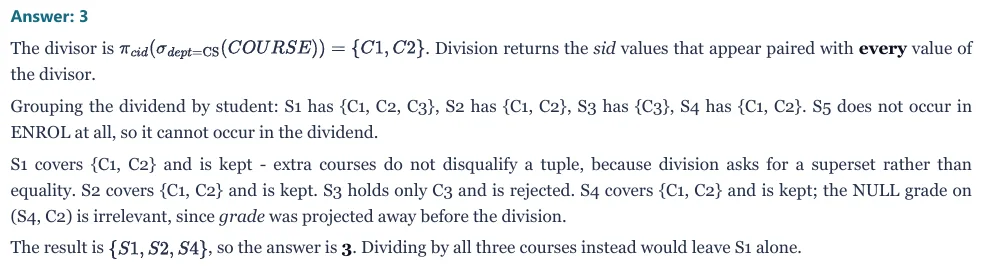 Answer: 3
The divisor is π_cid(σ_dept=CS(COURSE)) = {C1, C2}. Division returns the sid values that appear paired with every value of
the divisor.
Grouping the dividend by student: S1 has {C1, C2, C3}, S2 has {C1, C2}, S3 has {C3}, S4 has {C1, C2}. S5 does not occur in
ENROL at all, so it cannot occur in the dividend.
S1 covers {C1, C2} and is kept - extra courses do not disqualify a tuple, because division asks for a superset rather than
equality. S2 covers {C1, C2} and is kept. S3 holds only C3 and is rejected. S4 covers {C1, C2} and is kept; the NULL grade on
(S4, C2) is irrelevant, since grade was projected away before the division.
The result is {S1, S2, S4}, so the answer is 3. Dividing by all three courses instead would leave S1 alone.